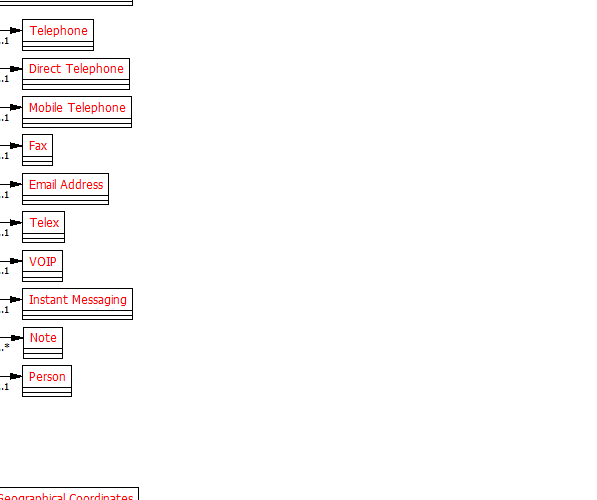 Telephone
..1
Direct Telephone
..1
Mobile Telephone
..1
Fax
..1
Email Address
..1
Telex
..1
VOIP
..1
Instant Messaging
..1
Note
..*
Person
..1
Geographical Coordinates